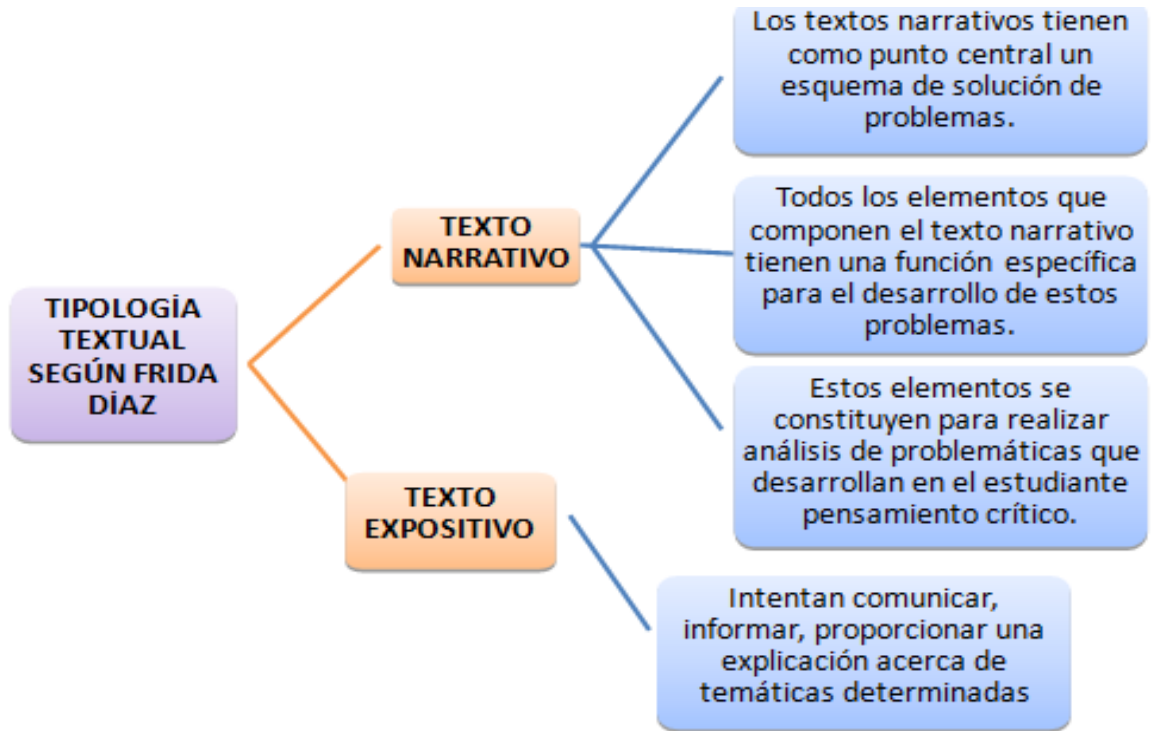 TIPOLOGİA
TEXTUAL
SEGÚN FRIDA
DİAZ
TEXTO
NARRATIVO
Los textos narrativos tienen
como punto central un
esquema de solución de
problemas.
Todos los elementos que
componen el texto narrativo
tienen una función específica
para el desarrollo de estos
problemas.
Estos elementos se
constituyen para realizar
análisis de problemáticas que
desarrollan en el estudiante
pensamiento crítico.
TEXTO
EXPOSITIVO
Intentan comunicar,
informar, proporcionar una
explicación acerca de
temáticas determinadas